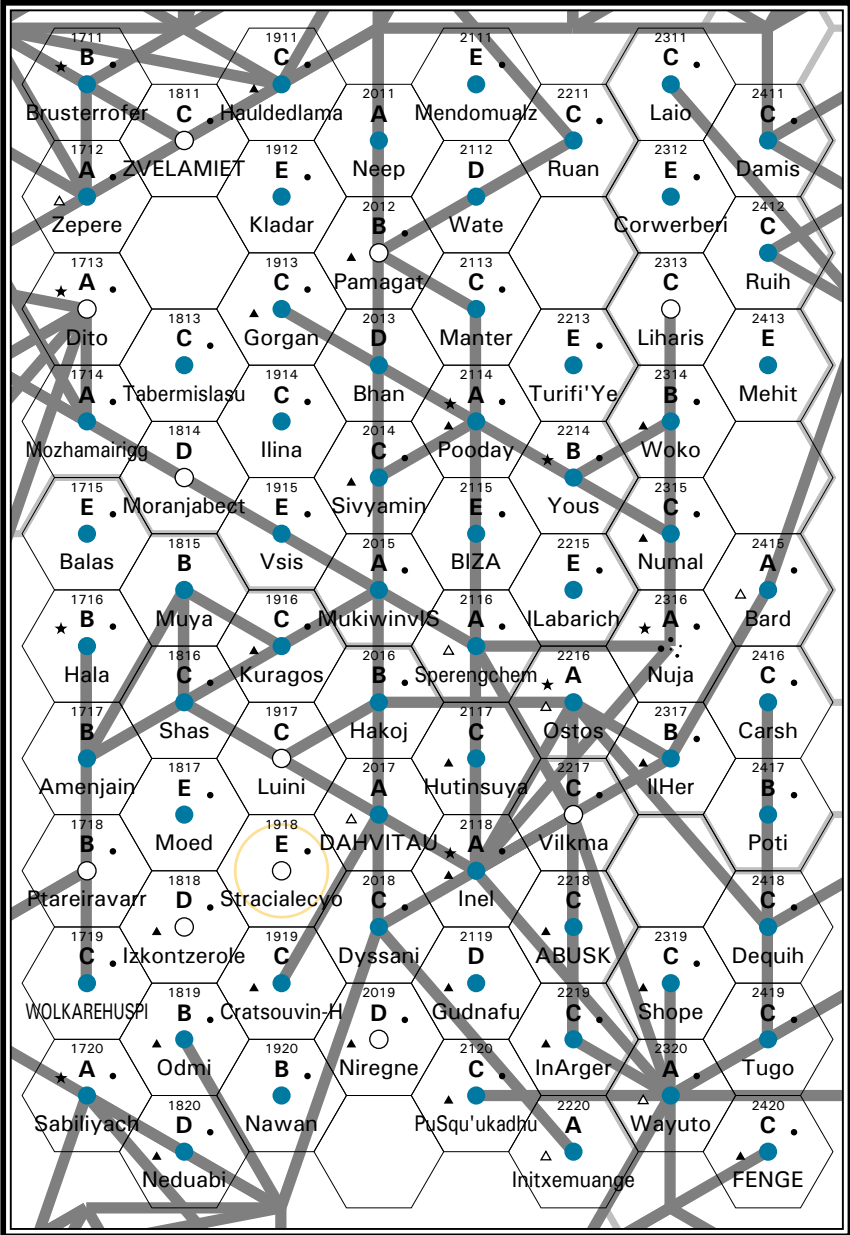 1711
B
Brusterrofer
1911
C
Hauldedlama
2111
E
Mendomualz
2311
C
Laio
1811
C
ZVELAMIET
2011
A
Neep
2211
C
Ruan
2411
C
Damis
1712
A
Zepere
1912
E
Kladar
2112
D
Wate
2312
E
Corwerberi
2012
B
Pamagat
2412
C
Ruih
1713
A
Dito
1913
C
Gorgan
2113
C
Manter
2313
C
Liharis
1813
C
Tabermislasu
2013
D
Bhan
2213
E
Turifi'Ye
2413
E
Mehit
1714
A
Mozhamairigg
1914
C
Ilina
2114
A
Pooday
2314
B
Woko
1814
D
Moranjabect
2014
C
Sivyamin
2214
B
Yous
1715
E
Balas
1915
E
Vsis
2115
E
BIZA
2315
C
Numal
1815
B
Muya
2015
A
MukiwinvIS
2215
E
ILabarich
2415
A
Bard
1716
B
Hala
1916
C
Kuragos
2116
A
Sperengchem
2316
A
Nuja
1816
C
Shas
2016
B
Hakoj
2216
A
Ostos
2416
C
Carsh
1717
B
Amenjain
1917
C
Luini
2117
C
Hutinsuya
2317
B
IlHer
1817
E
Moed
2017
A
DAHVITAU
2217
C
Vilkma
2417
B
Poti
1718
B
Ptareiravarr
1918
E
Stracialecyo
2118
A
Inel
1818
D
Izkontzerole
2018
C
Dyssani
2218
C
ABUSK
2418
C
Dequih
1719
C
WOLKAREHUSPI
1919
C
Cratsouvin-H
2119
D
Gudnafu
2319
C
Shope
1819
B
Odmi
2019
D
Niregne
2219
C
InArger
2419
C
Tugo
1720
A
Sabiliyach
1920
B
Nawan
2120
C
PuSqu'ukadhu
2320
A
Wayuto
1820
D
Neduabi
2220
A
Initxemuange
2420
C
FENGE